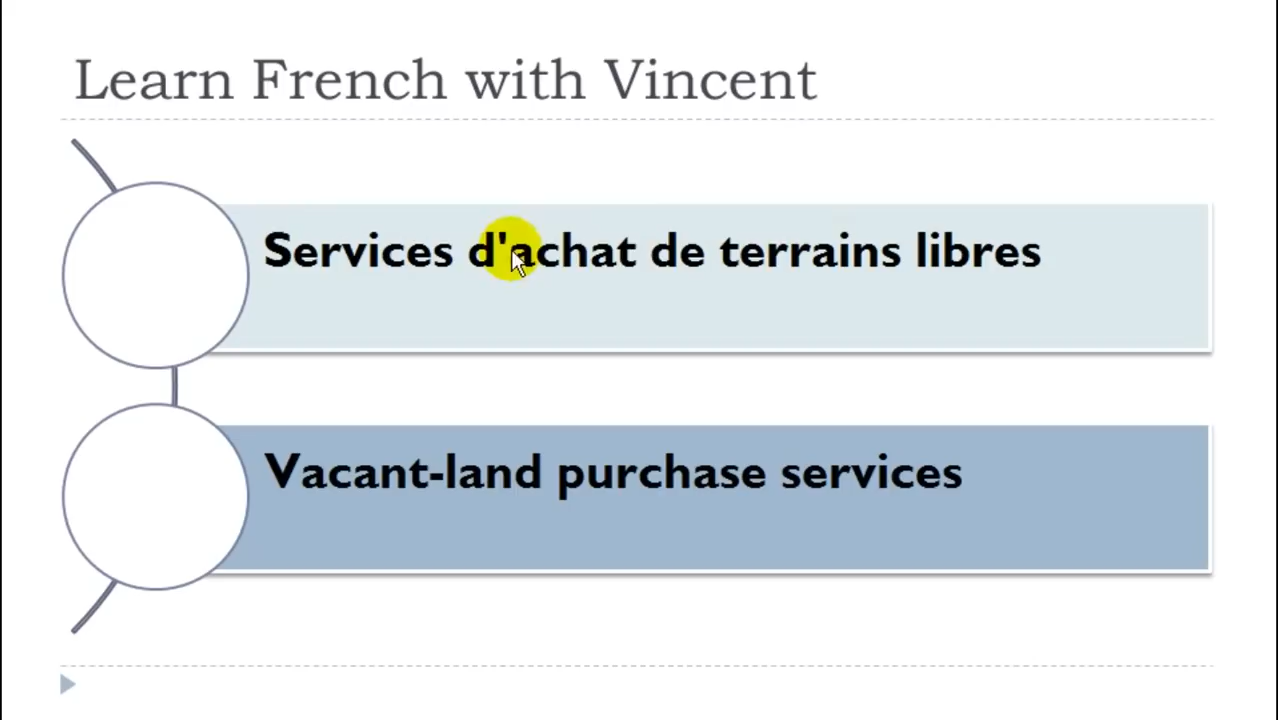 Learn French with Vincent
Services d'achat de terrains libres
Vacant-land purchase services